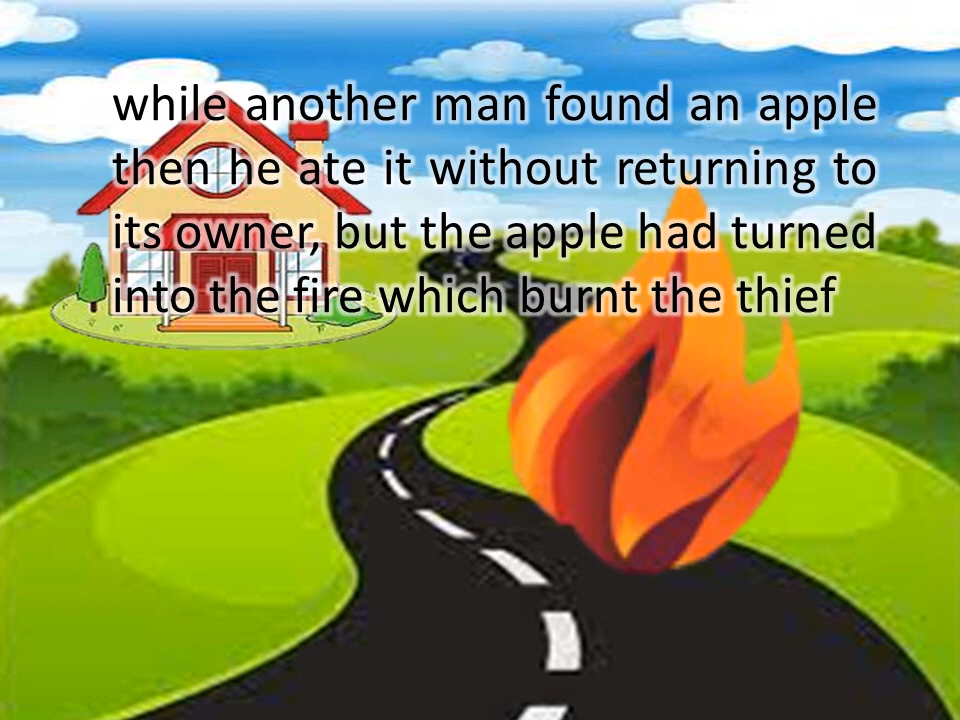 while another man found an apple
then he ate it without returning to
its owner, but the apple had turned
into the fire which burnt the thief